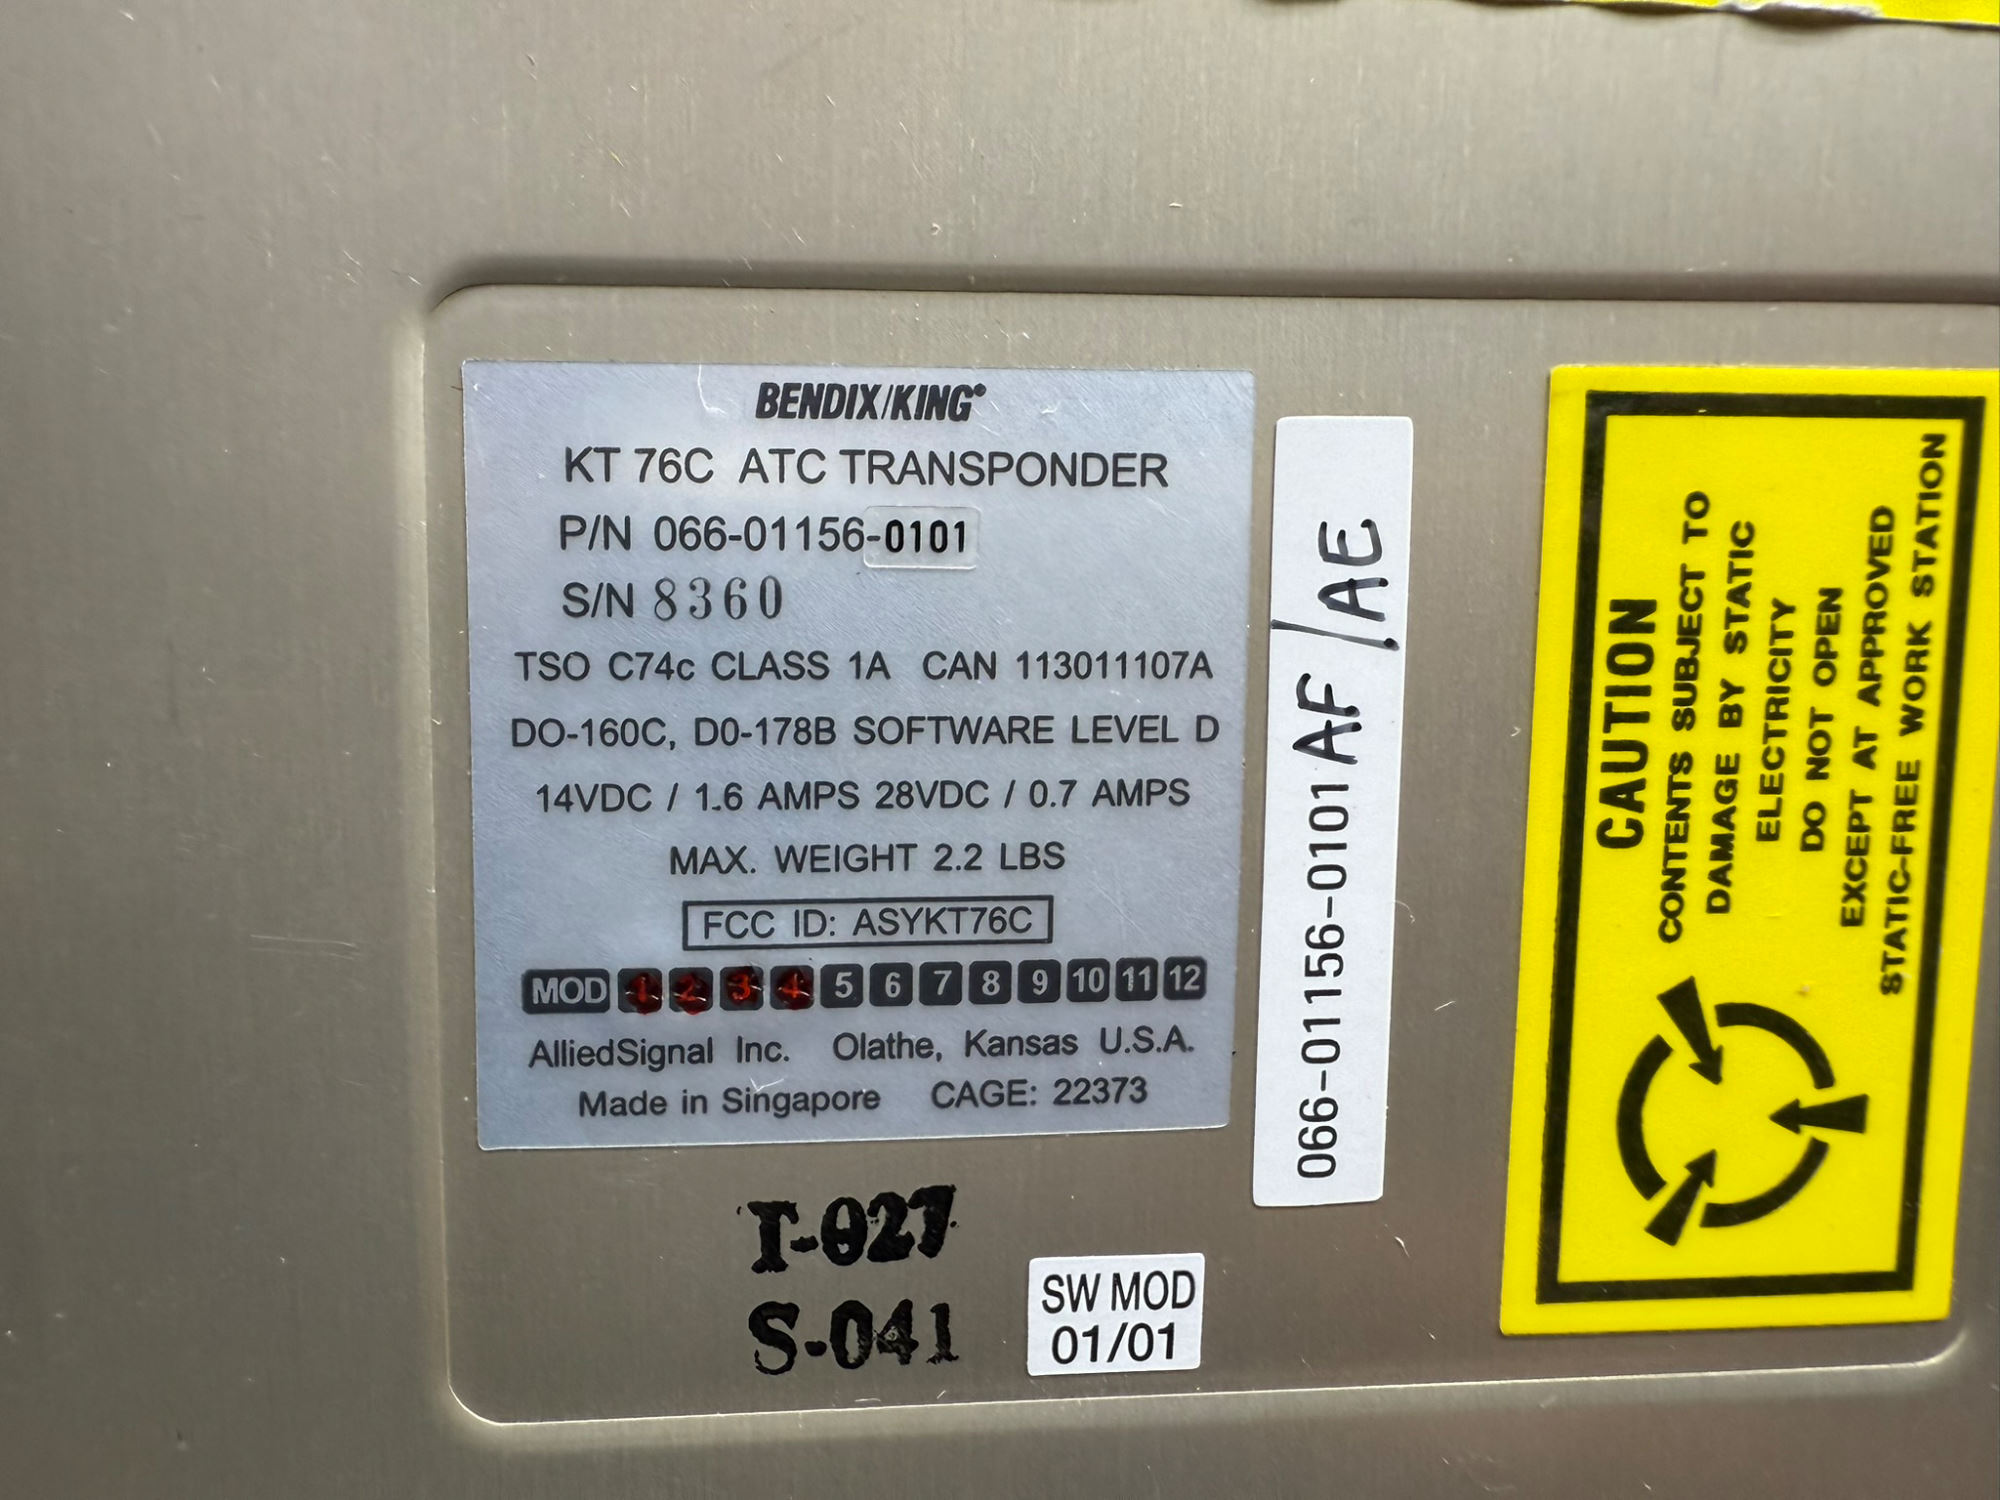 BENDIX/KING®
KT 76C ATC TRANSPONDER
P/N 066-01156-0101
S/N 8360
TSO C74c CLASS 1A CAN 113011107A
DO-160C, D0-178B SOFTWARE LEVEL D
14VDC / 1.6 AMPS 28VDC / 0.7 AMPS
MAX. WEIGHT 2.2 LBS
FCC ID: ASYKT76C
MOD 1 2 3 4 5 6 7 8 9 10 11 12
AlliedSignal Inc. Olathe, Kansas U.S.A.
Made in Singapore CAGE: 22373
T-027
S-041
SW MOD
01/01
066-01156-0101 AF/AE
CAUTION
CONTENTS SUBJECT TO
DAMAGE BY STATIC
ELECTRICITY
DO NOT OPEN
EXCEPT AT APPROVED
STATIC-FREE WORK STATION